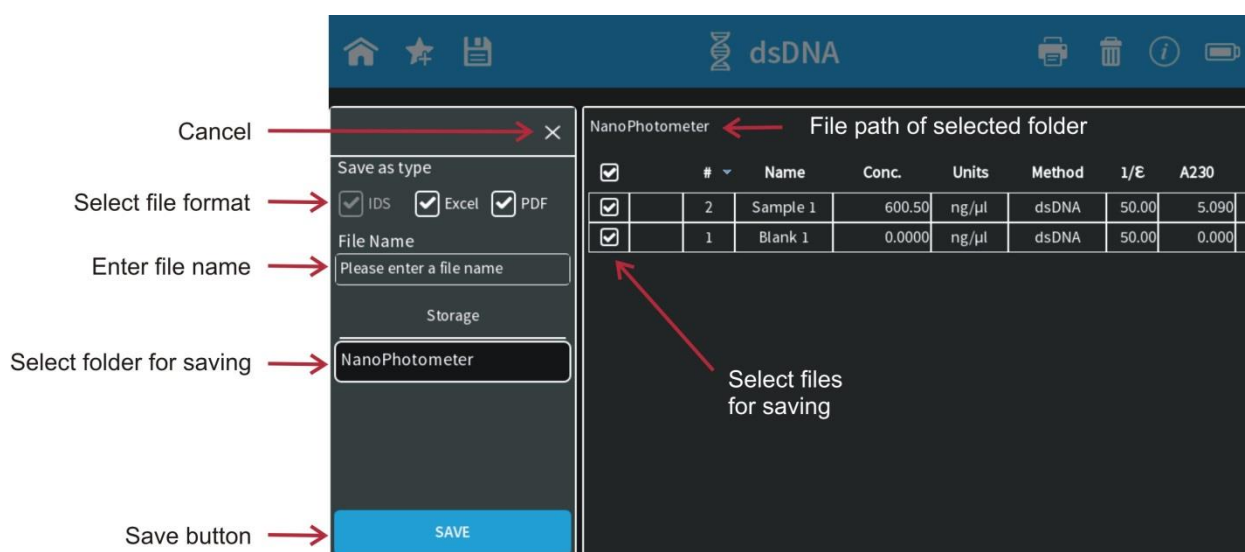 dsDNA
Cancel
NanoPhotometer
File path of selected folder
Save as type
# Name Conc. Units Method 1/ε A230
Select file format
IDS Excel PDF
2 Sample 1 600.50 ng/µl dsDNA 50.00 5.090
File Name
1 Blank 1 0.0000 ng/µl dsDNA 50.00 0.000
Enter file name
Please enter a file name
Storage
Select folder for saving
NanoPhotometer
Select files
for saving
Save button
SAVE